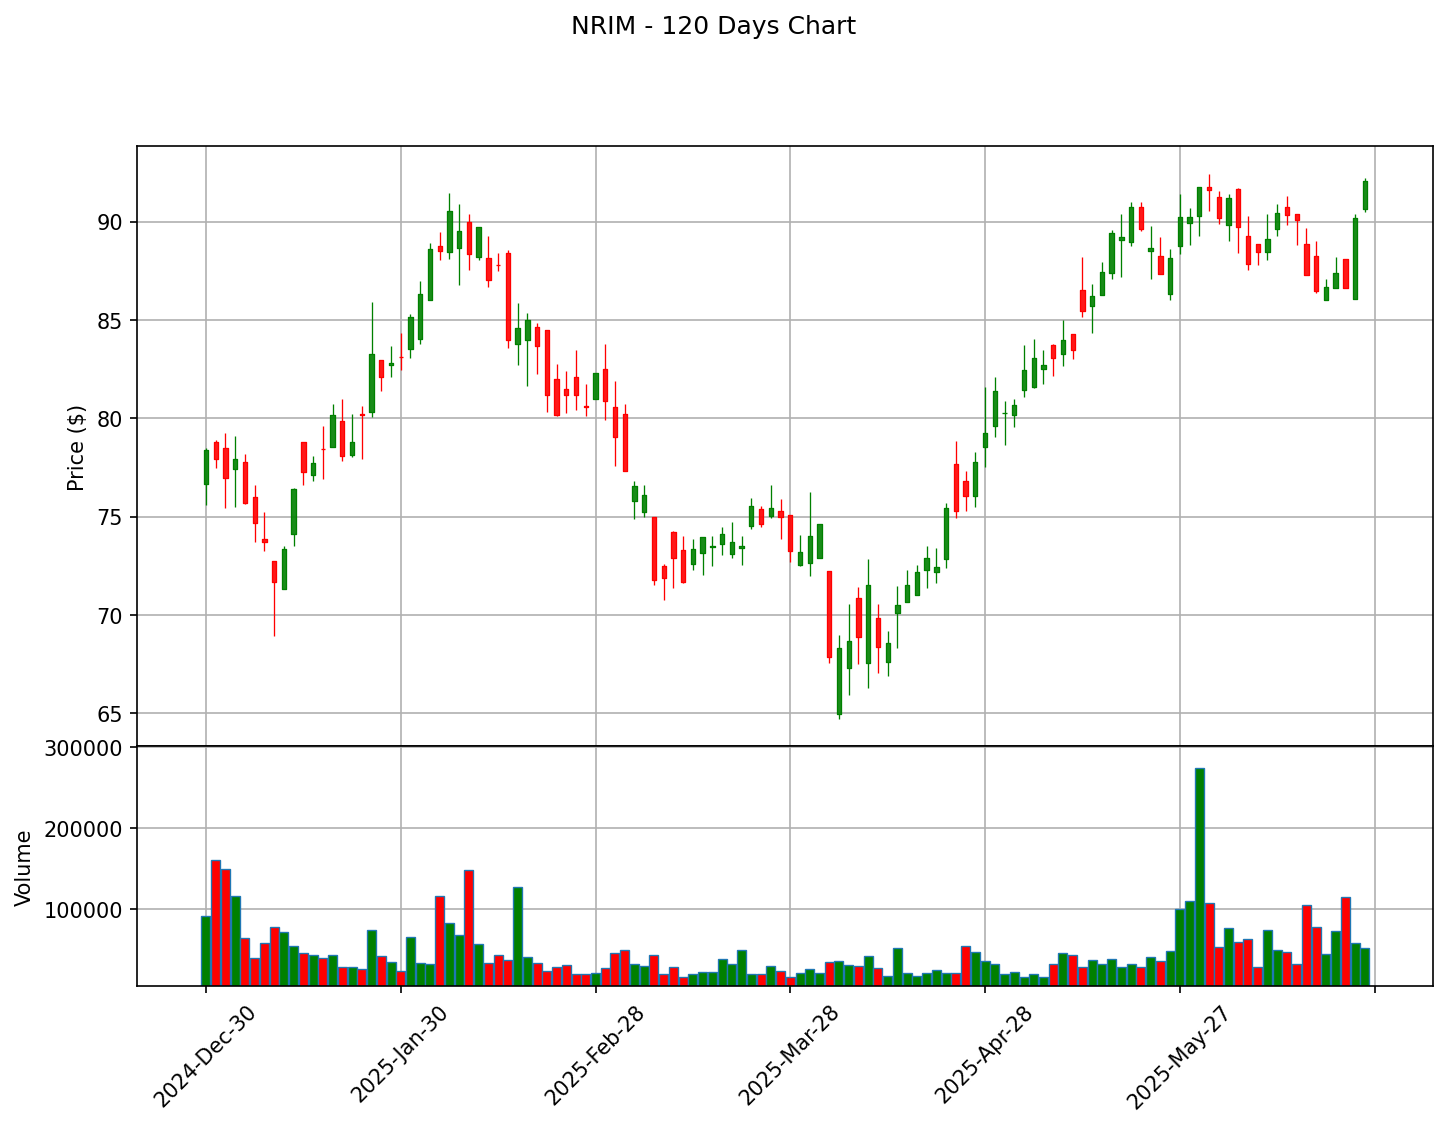 NRIM - 120 Days Chart
Price ($)
90
85
80
75
70
65
Volume
300000
200000
100000
2024-Dec-30
2025-Jan-30
2025-Feb-28
2025-Mar-28
2025-Apr-28
2025-May-27